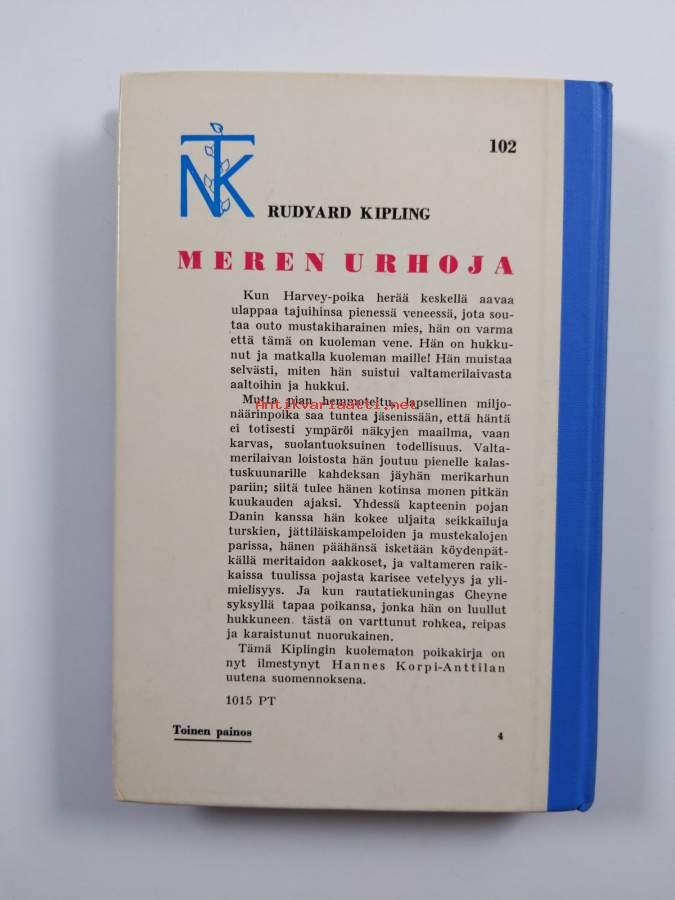 NTK
102
RUDYARD KIPLING
MEREN URHOJA
Kun Harvey-poika herää keskellä aavaa
ulappaa tajuihinsa pienessä veneessä, jota sou-
taa outo mustakiharainen mies, hän on varma
että tämä on kuoleman vene. Hän on hukku-
nut ja matkalla kuoleman maille! Hän muistaa
selvästi, miten hän suistui valtamerilaivasta
aaltoihin ja hukkui.
Mutta pian hemmoteltu, lapsellinen miljo-
Antikvariaatti.net
näärinpoika saa tuntea jäsenissään, että häntä
ei totisesti ympäröi näkyjen maailma, vaan
karvas, suolantuoksuinen todellisuus. Valta-
merilaivan loistosta hän joutuu pienelle kalas-
tuskuunarille kahdeksan jäyhän merikarhun
pariin; siitä tulee hänen kotinsa monen pitkän
kuukauden ajaksi. Yhdessä kapteenin pojan
Danin kanssa hän kokee uljaita seikkailuja
turskien, jättiläiskampeloiden ja mustekalojen
parissa, hänen päähänsä isketään köydenpät-
källä meritaidon aakkoset, ja valtameren raik-
kaissa tuulissa pojasta karisee vetelyys ja yli-
mielisyys. Ja kun rautatiekuningas Cheyne
syksyllä tapaa poikansa, jonka hän on luullut
hukkuneen. tästä on varttunut rohkea, reipas
ja karaistunut nuorukainen.
Tämä Kiplingin kuolematon poikakirja on
nyt ilmestynyt Hannes Korpi-Anttilan
uutena suomennoksena.
1015 PT
Toinen painos
4